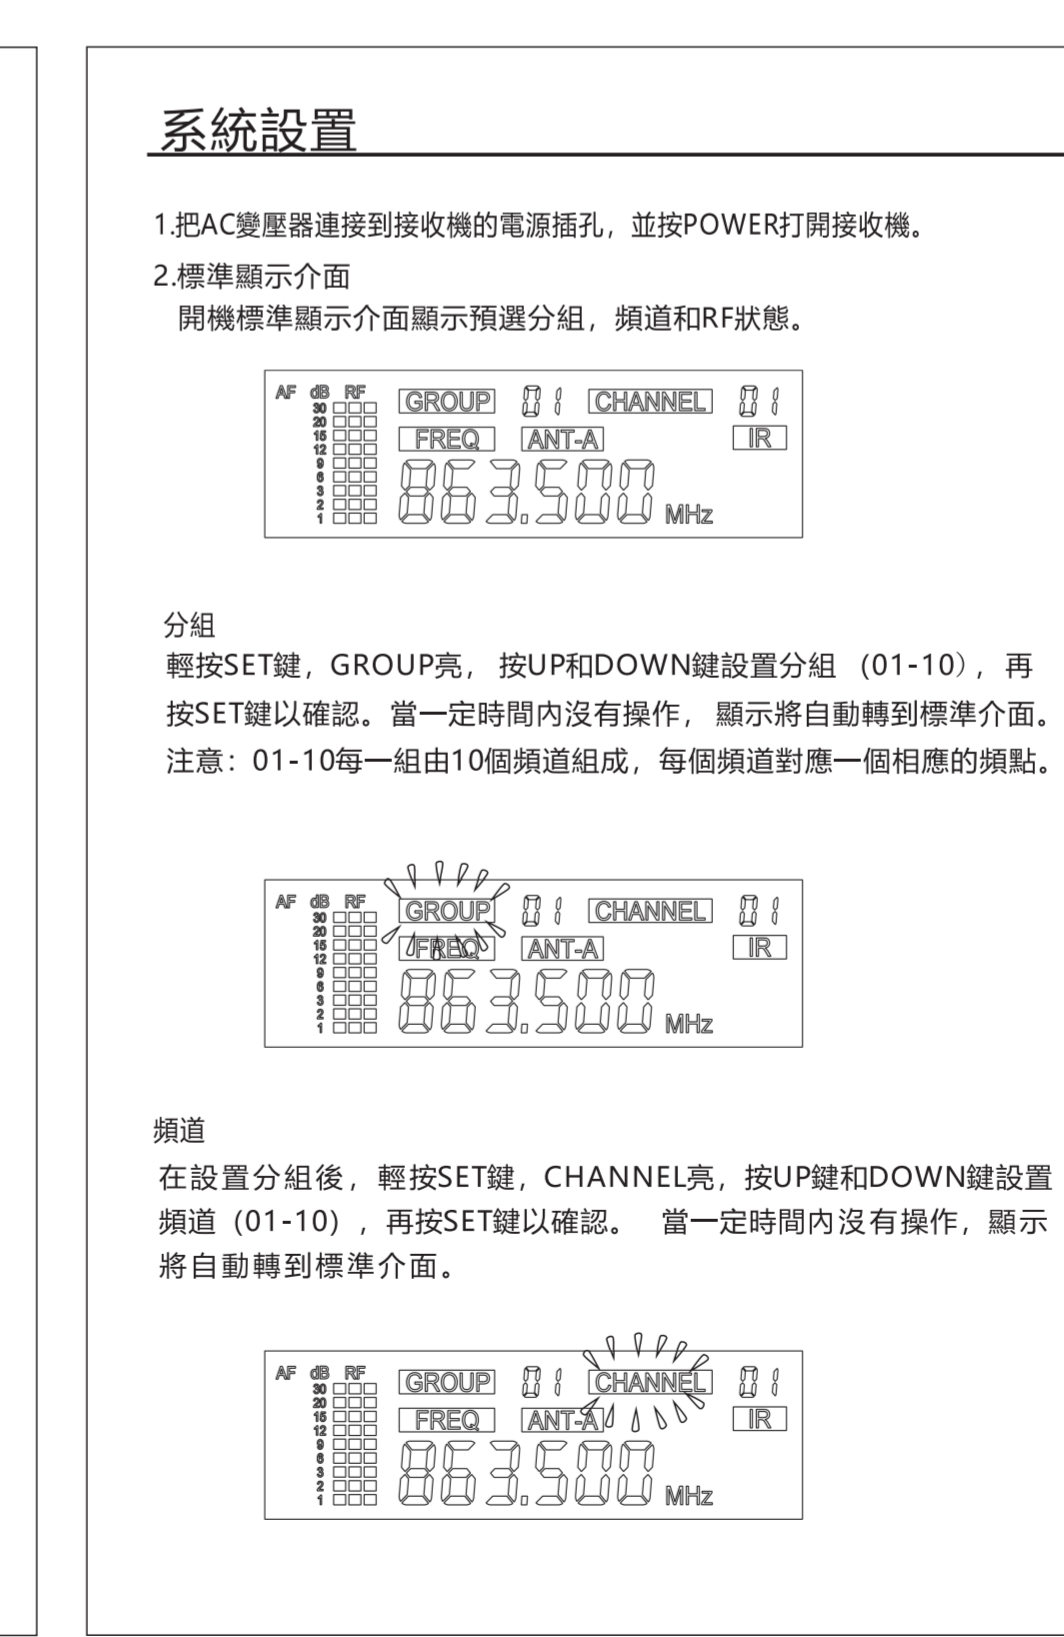 系統設置
1.把AC變壓器連接到接收機的電源插孔，並按POWER打開接收機。
2.標準顯示介面
開機標準顯示介面顯示預選分組，頻道和RF狀態。
AF dB RF GROUP 01 CHANNEL 01
30
20
15 FREQ ANT-A IR
12
9
6
3
2
1
863.500 MHz
分組
輕按SET鍵，GROUP亮， 按UP和DOWN鍵設置分組 （01-10），再
按SET鍵以確認。當一定時間內沒有操作， 顯示將自動轉到標準介面。
注意：01-10每一組由10個頻道組成，每個頻道對應一個相應的頻點。
AF dB RF GROUP 01 CHANNEL 01
30
20
15 FREQ ANT-A IR
12
9
6
3
2
1
863.500 MHz
頻道
在設置分組後，輕按SET鍵，CHANNEL亮，按UP鍵和DOWN鍵設置
頻道（01-10），再按SET鍵以確認。 當一定時間內沒有操作，顯示
將自動轉到標準介面。
AF dB RF GROUP 01 CHANNEL 01
30
20
15 FREQ ANT-A IR
12
9
6
3
2
1
863.500 MHz